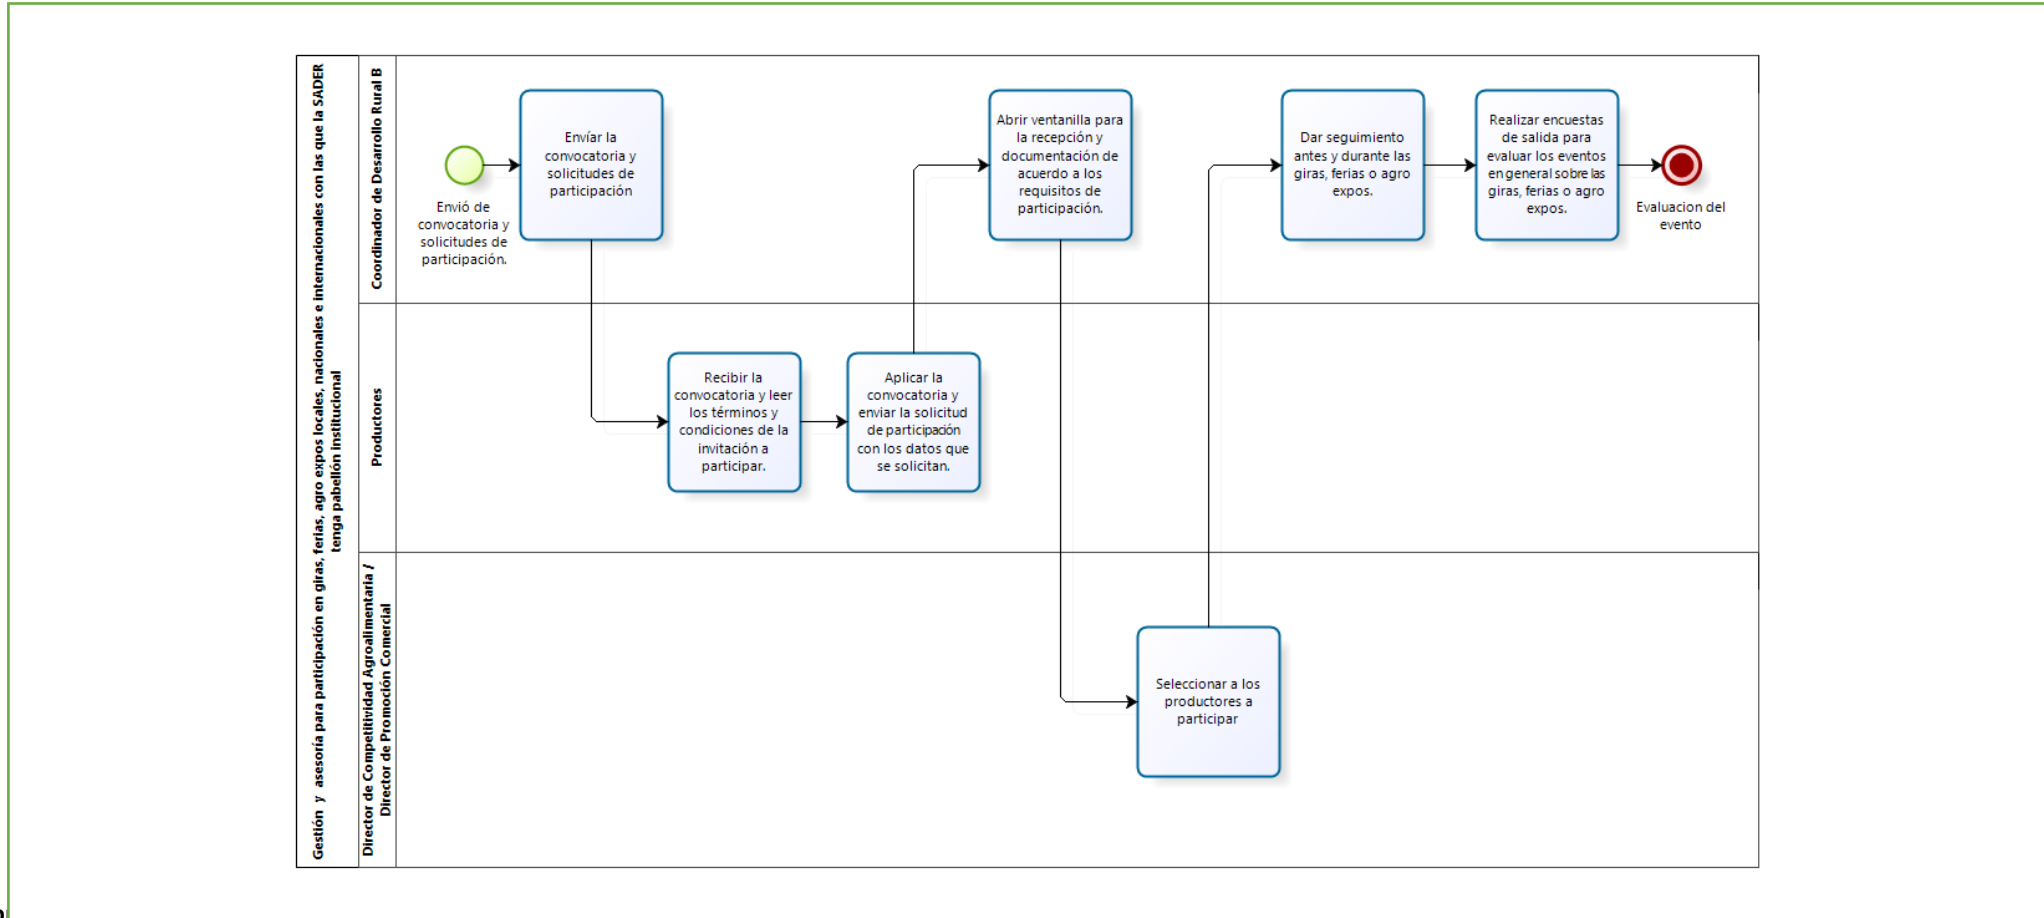 Gestión y asesoría para participación en giras, ferias, agro expos locales, nacionales e internacionales con las que la SADER
tenga pabellón institucional
Coordinador de Desarrollo Rural B
Envió de
convocatoria y
solicitudes de
participación.
Envíar la
convocatoria y
solicitudes de
participación
Abrir ventanilla para
la recepción y
documentación de
acuerdo a los
requisitos de
participación.
Dar seguimiento
antes y durante las
giras, ferias o agro
expos.
Realizar encuestas
de salida para
evaluar los eventos
en general sobre las
giras, ferias o agro
expos.
Evaluacion del
evento
Productores
Recibir la
convocatoria y leer
los términos y
condiciones de la
invitación a
participar.
Aplicar la
convocatoria y
enviar la solicitud
de participación
con los datos que
se solicitan.
Director de Competitividad Agroalimentaria /
Director de Promoción Comercial
Seleccionar a los
productores a
participar